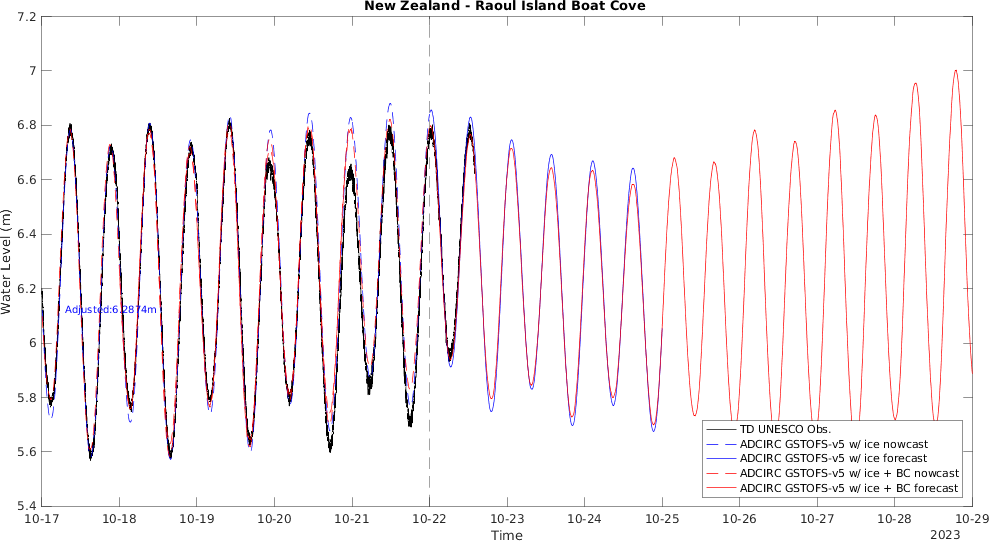 New Zealand - Raoul Island Boat Cove
7.2
7
6.8
6.6
6.4
6.2
6
5.8
5.6
5.4
Water Level (m)
Adjusted:6.2874m
TD UNESCO Obs.
ADCIRC GSTOFS-v5 w/ ice nowcast
ADCIRC GSTOFS-v5 w/ ice forecast
ADCIRC GSTOFS-v5 w/ ice + BC nowcast
ADCIRC GSTOFS-v5 w/ ice + BC forecast
10-17 10-18 10-19 10-20 10-21 10-22 10-23 10-24 10-25 10-26 10-27 10-28 10-29
Time
2023